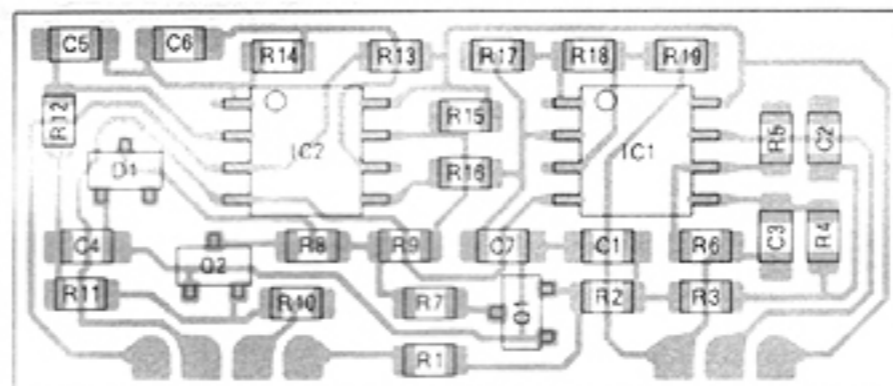 C5 C6 R14 R13 R17 R18 R19
R12 R15 R5 C2
IC2 IC1
D1 R16
C4 R8 R9 C7 C1 R6 C3 R4
Q2
R11 R10 R7 Q1 R2 R3
R1